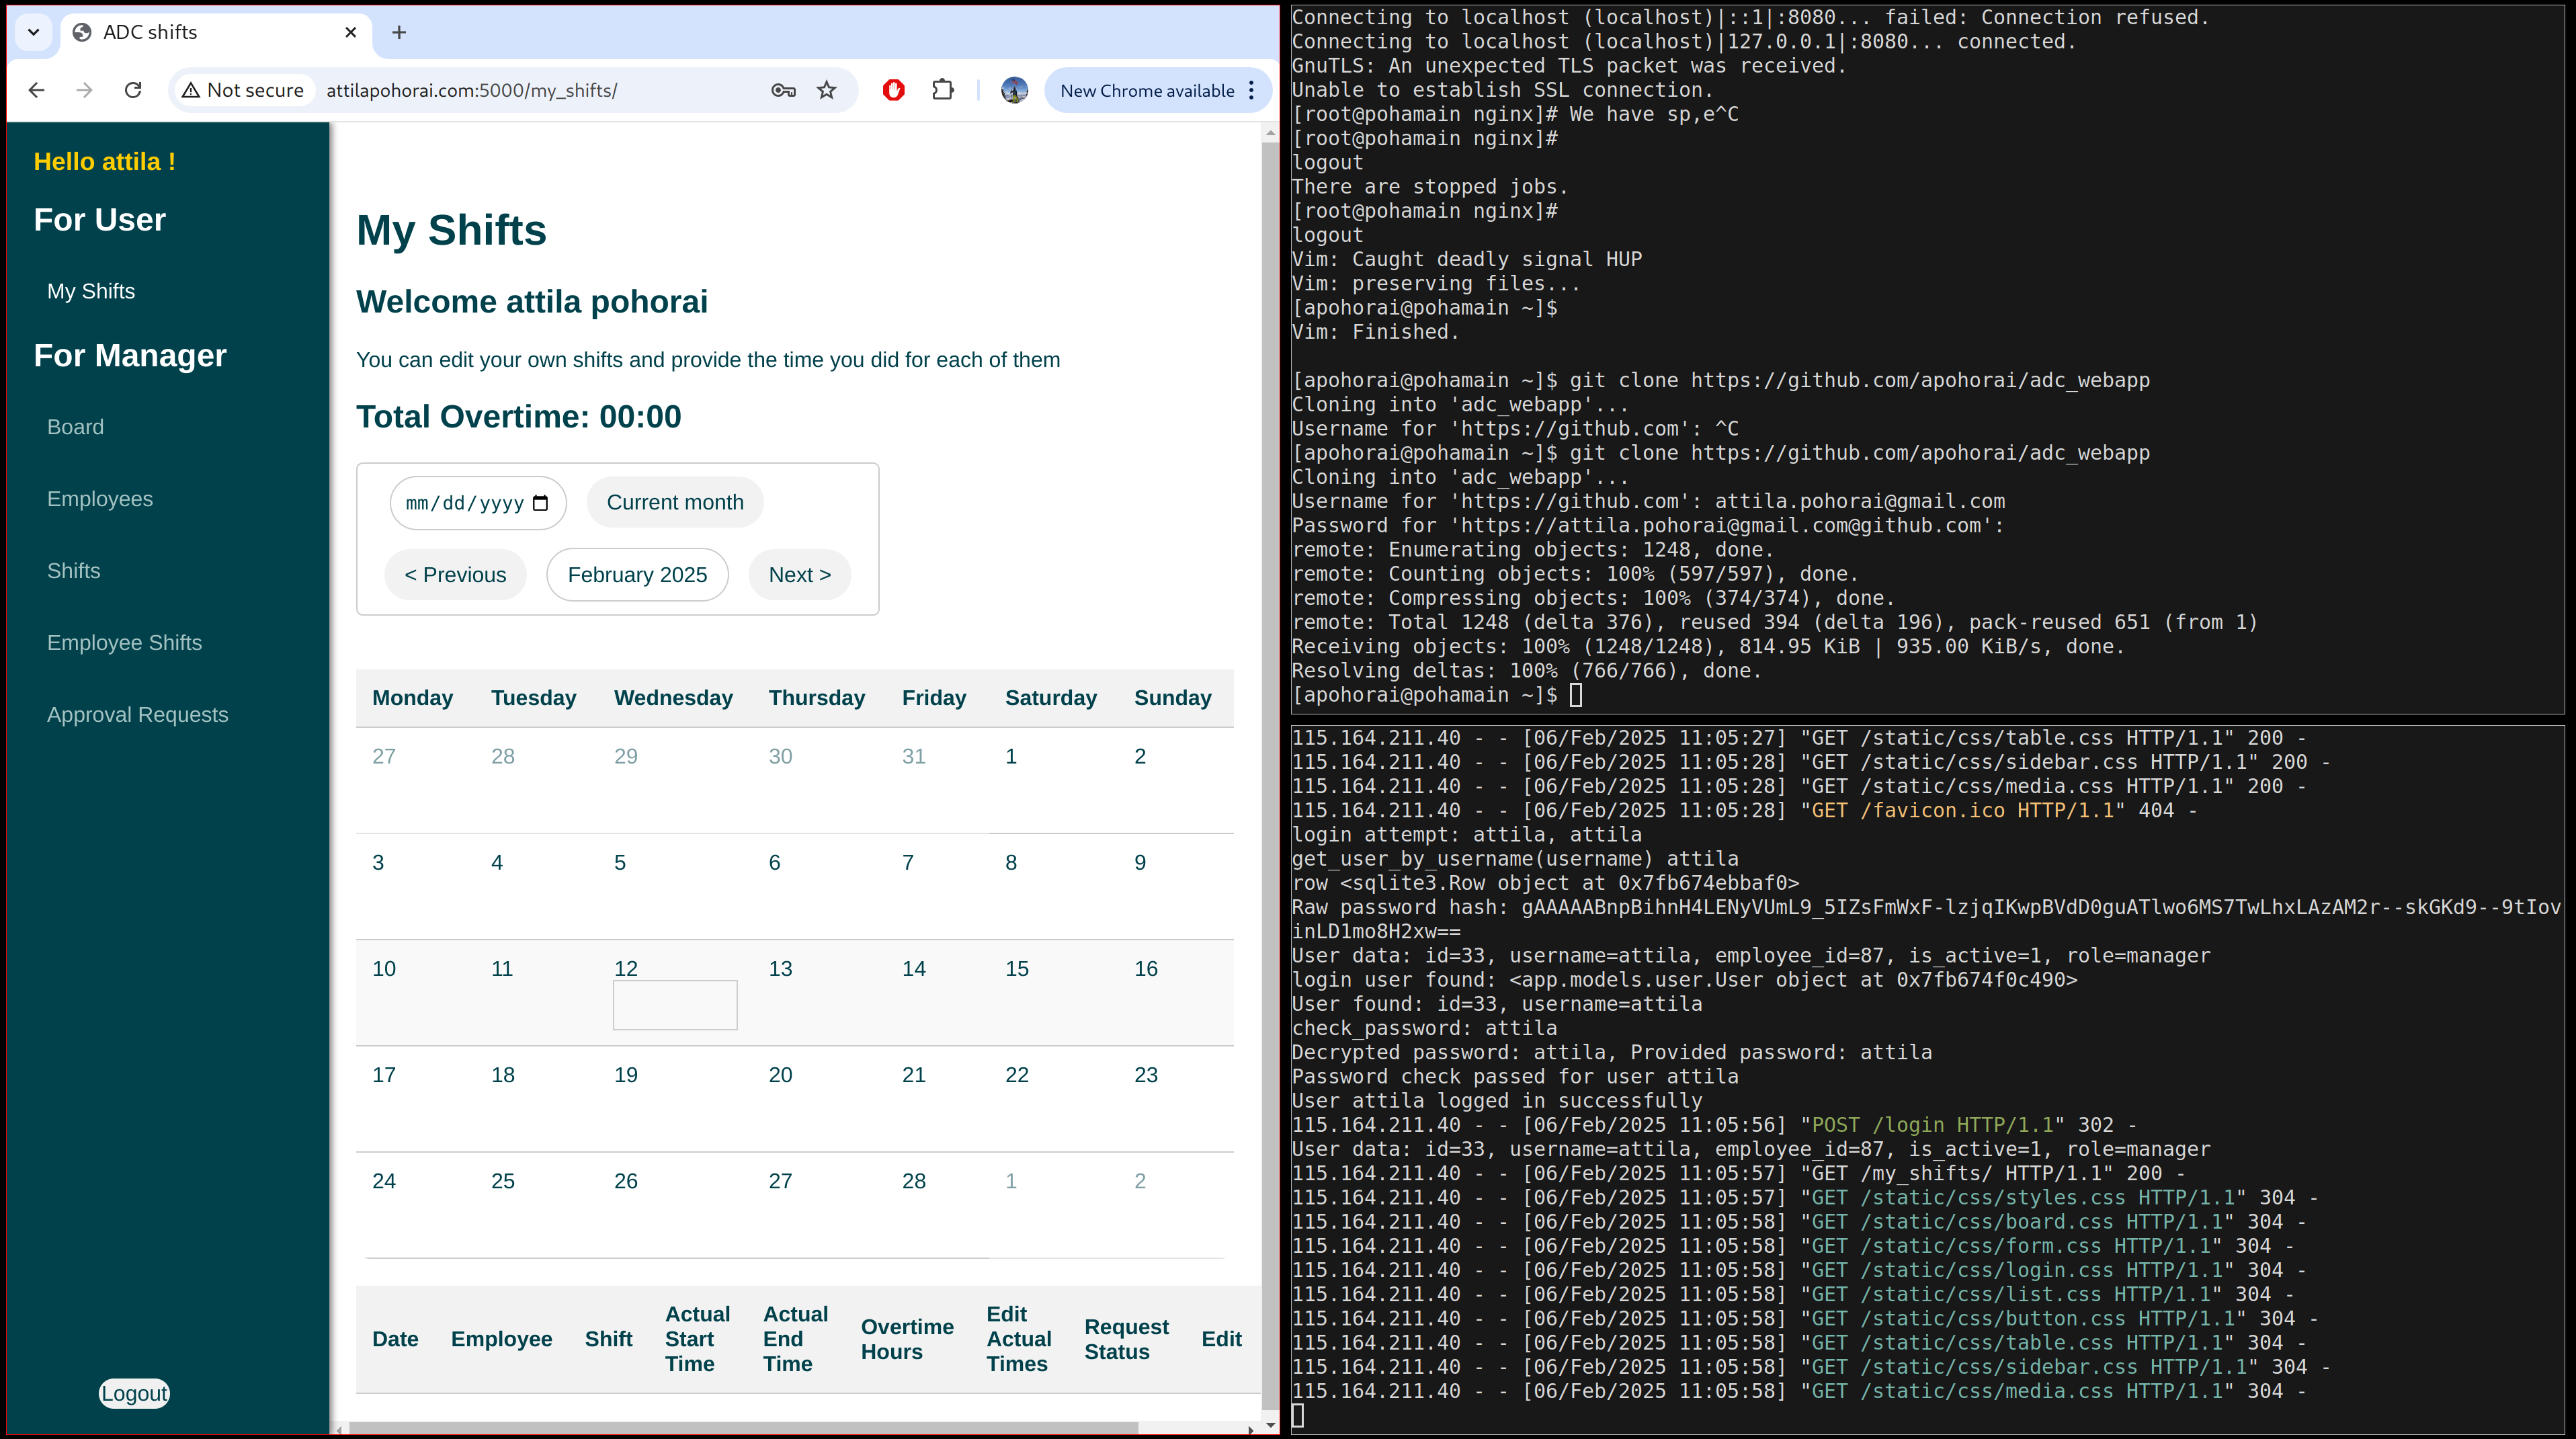 ADC shifts
Not secure
attilapohorai.com:5000/my_shifts/
New Chrome available
Hello attila !
For User
My Shifts
For Manager
Board
Employees
Shifts
Employee Shifts
Approval Requests
Logout
My Shifts
Welcome attila pohorai
You can edit your own shifts and provide the time you did for each of them
Total Overtime: 00:00
mm/dd/yyyy Current month
< Previous February 2025 Next >
Monday Tuesday Wednesday Thursday Friday Saturday Sunday
27 28 29 30 31 1 2
3 4 5 6 7 8 9
10 11 12 13 14 15 16
17 18 19 20 21 22 23
24 25 26 27 28 1 2
Date Employee Shift Actual Start Time Actual End Time Overtime Hours Edit Actual Times Request Status Edit
Connecting to localhost (localhost)|::1|:8080... failed: Connection refused.
Connecting to localhost (localhost)|127.0.0.1|:8080... connected.
GnuTLS: An unexpected TLS packet was received.
Unable to establish SSL connection.
[root@pohamain nginx]# We have sp,e^C
[root@pohamain nginx]#
logout
There are stopped jobs.
[root@pohamain nginx]#
logout
Vim: Caught deadly signal HUP
Vim: preserving files...
[apohorai@pohamain ~]$
Vim: Finished.
[apohorai@pohamain ~]$ git clone https://github.com/apohorai/adc_webapp
Cloning into 'adc_webapp'...
Username for 'https://github.com': ^C
[apohorai@pohamain ~]$ git clone https://github.com/apohorai/adc_webapp
Cloning into 'adc_webapp'...
Username for 'https://github.com': attila.pohorai@gmail.com
Password for 'https://attila.pohorai@gmail.com@github.com':
remote: Enumerating objects: 1248, done.
remote: Counting objects: 100% (597/597), done.
remote: Compressing objects: 100% (374/374), done.
remote: Total 1248 (delta 376), reused 394 (delta 196), pack-reused 651 (from 1)
Receiving objects: 100% (1248/1248), 814.95 KiB | 935.00 KiB/s, done.
Resolving deltas: 100% (766/766), done.
[apohorai@pohamain ~]$
115.164.211.40 - - [06/Feb/2025 11:05:27] "GET /static/css/table.css HTTP/1.1" 200 -
115.164.211.40 - - [06/Feb/2025 11:05:28] "GET /static/css/sidebar.css HTTP/1.1" 200 -
115.164.211.40 - - [06/Feb/2025 11:05:28] "GET /static/css/media.css HTTP/1.1" 200 -
115.164.211.40 - - [06/Feb/2025 11:05:28] "GET /favicon.ico HTTP/1.1" 404 -
login attempt: attila, attila
get_user_by_username(username) attila
row <sqlite3.Row object at 0x7fb674ebbaf0>
Raw password hash: gAAAAABnpBihnH4LENyVUmL9_5IZsFmWxF-lzjqIKwpBVdD0guATlwo6MS7TwLhxLAzAM2r--skGKd9--9tIov
inLD1mo8H2xw==
User data: id=33, username=attila, employee_id=87, is_active=1, role=manager
login user found: <app.models.user.User object at 0x7fb674f0c490>
User found: id=33, username=attila
check_password: attila
Decrypted password: attila, Provided password: attila
Password check passed for user attila
User attila logged in successfully
115.164.211.40 - - [06/Feb/2025 11:05:56] "POST /login HTTP/1.1" 302 -
User data: id=33, username=attila, employee_id=87, is_active=1, role=manager
115.164.211.40 - - [06/Feb/2025 11:05:57] "GET /my_shifts/ HTTP/1.1" 200 -
115.164.211.40 - - [06/Feb/2025 11:05:57] "GET /static/css/styles.css HTTP/1.1" 304 -
115.164.211.40 - - [06/Feb/2025 11:05:58] "GET /static/css/board.css HTTP/1.1" 304 -
115.164.211.40 - - [06/Feb/2025 11:05:58] "GET /static/css/form.css HTTP/1.1" 304 -
115.164.211.40 - - [06/Feb/2025 11:05:58] "GET /static/css/login.css HTTP/1.1" 304 -
115.164.211.40 - - [06/Feb/2025 11:05:58] "GET /static/css/list.css HTTP/1.1" 304 -
115.164.211.40 - - [06/Feb/2025 11:05:58] "GET /static/css/button.css HTTP/1.1" 304 -
115.164.211.40 - - [06/Feb/2025 11:05:58] "GET /static/css/table.css HTTP/1.1" 304 -
115.164.211.40 - - [06/Feb/2025 11:05:58] "GET /static/css/sidebar.css HTTP/1.1" 304 -
115.164.211.40 - - [06/Feb/2025 11:05:58] "GET /static/css/media.css HTTP/1.1" 304 -